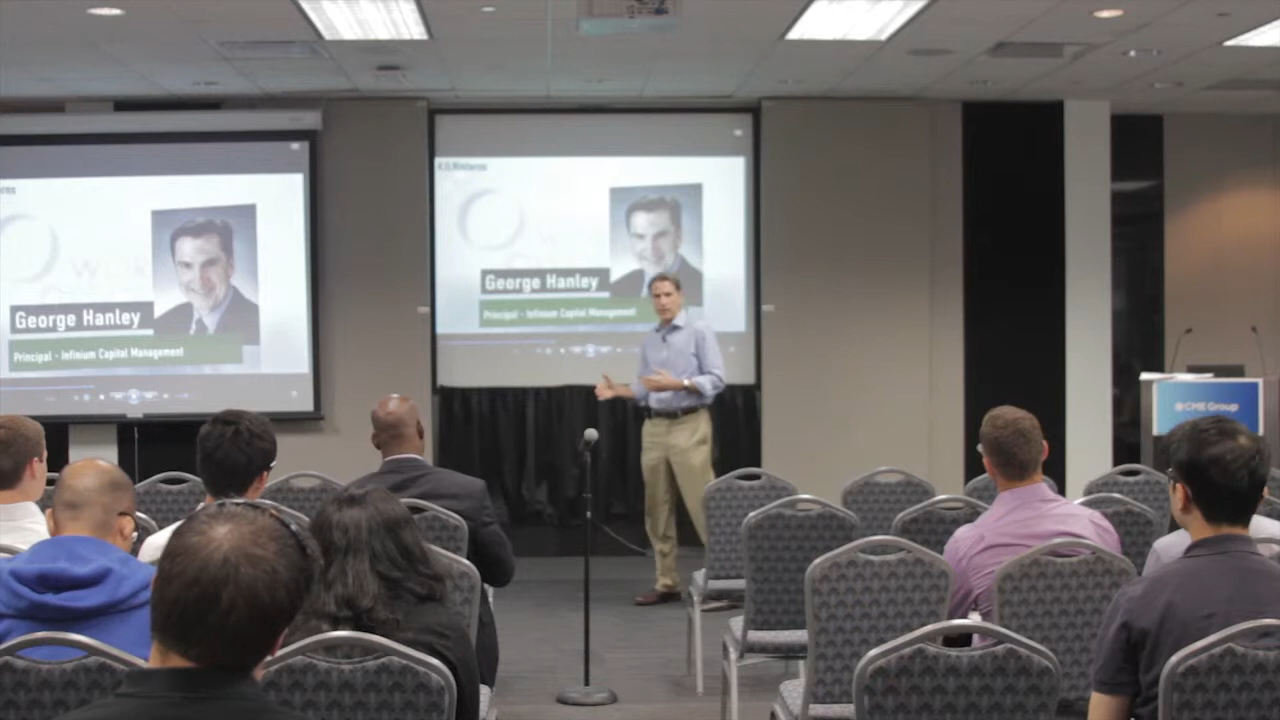 George Hanley
Principal - Infinium Capital Management
George Hanley
Principal - Infinium Capital Management
CME Group